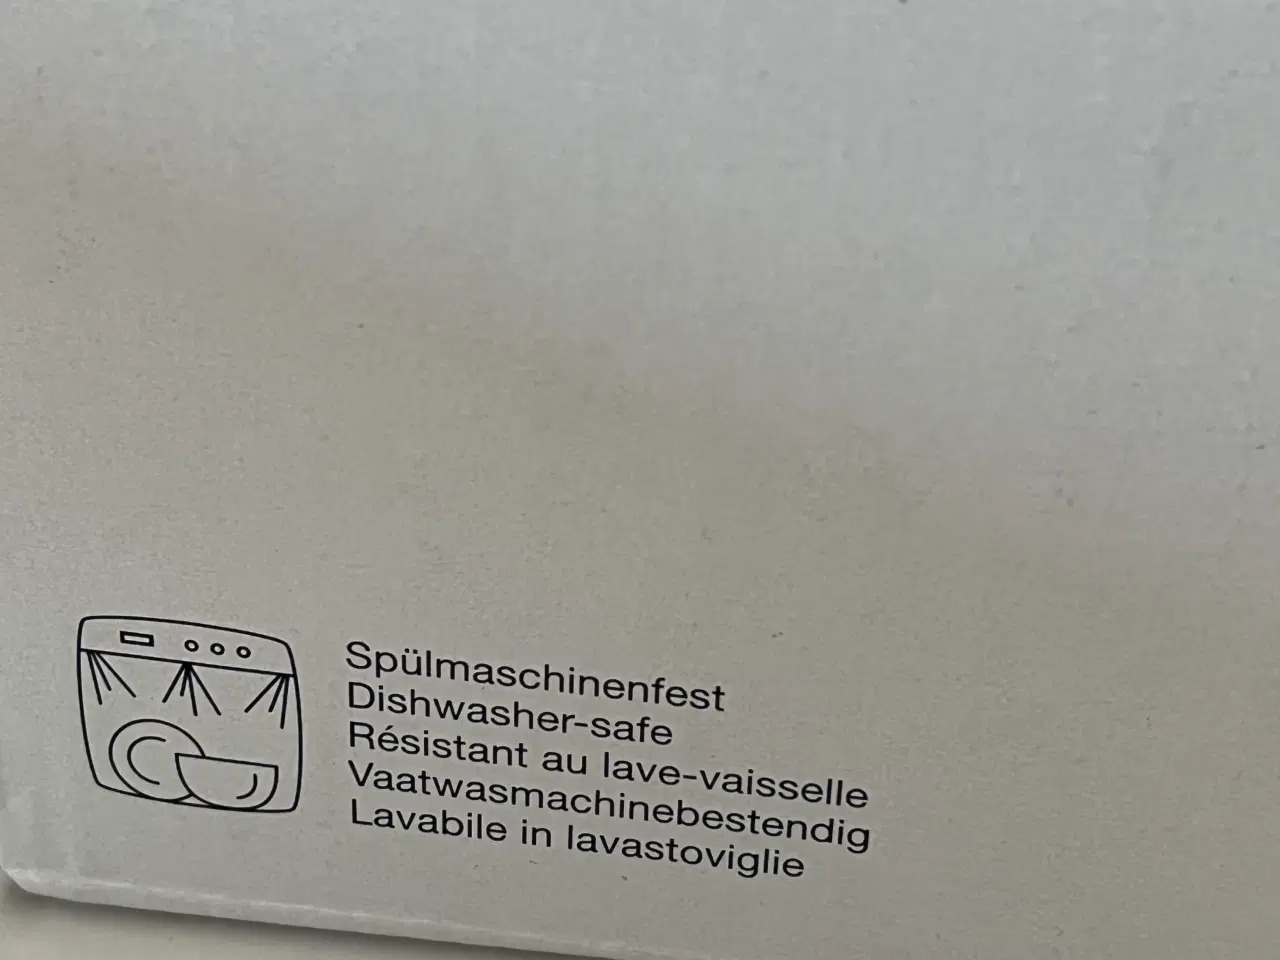 Spülmaschinenfest
Dishwasher-safe
Résistant au lave-vaisselle
Vaatwasmachinebestendig
Lavabile in lavastoviglie